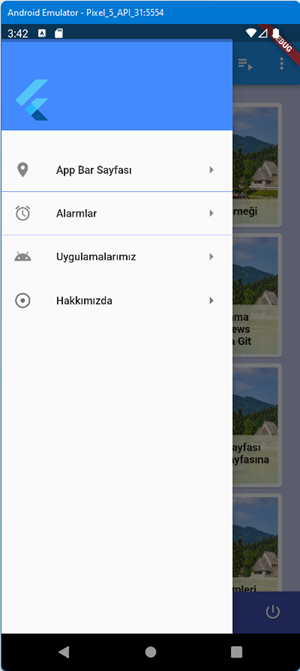 Android Emulator - Pixel_5_API_31:5554
3:42
DEBUG
App Bar Sayfası
Alarmlar
Uygulamalarımız
Hakkımızda
rneği
ama
ews
a Git
ayfası
yfasına